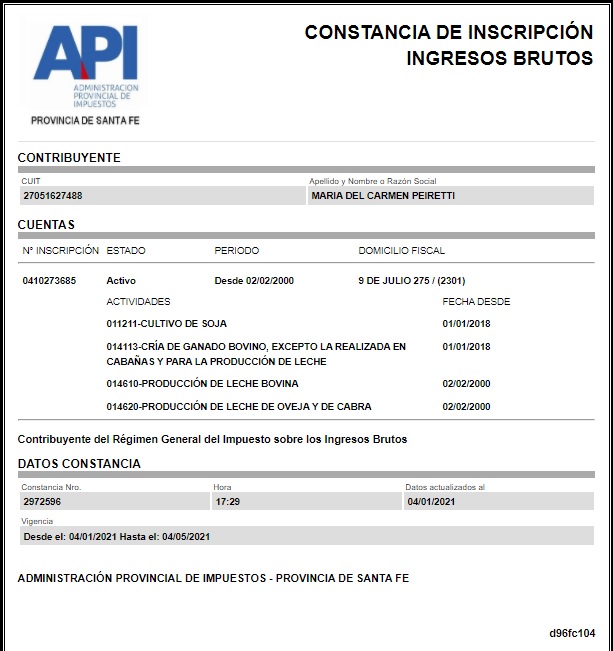 CONSTANCIA DE INSCRIPCIÓN
INGRESOS BRUTOS
API
ADMINISTRACION
PROVINCIAL DE
IMPUESTOS
PROVINCIA DE SANTA FE
CONTRIBUYENTE
CUIT
Apellido y Nombre o Razón Social
27051627488
MARIA DEL CARMEN PEIRETTI
CUENTAS
N° INSCRIPCIÓN ESTADO PERIODO DOMICILIO FISCAL
0410273685 Activo Desde 02/02/2000 9 DE JULIO 275 / (2301)
ACTIVIDADES FECHA DESDE
011211-CULTIVO DE SOJA 01/01/2018
014113-CRÍA DE GANADO BOVINO, EXCEPTO LA REALIZADA EN 01/01/2018
CABAÑAS Y PARA LA PRODUCCIÓN DE LECHE
014610-PRODUCCIÓN DE LECHE BOVINA 02/02/2000
014620-PRODUCCIÓN DE LECHE DE OVEJA Y DE CABRA 02/02/2000
Contribuyente del Régimen General del Impuesto sobre los Ingresos Brutos
DATOS CONSTANCIA
Constancia Nro. Hora Datos actualizados al
2972596 17:29 04/01/2021
Vigencia
Desde el: 04/01/2021 Hasta el: 04/05/2021
ADMINISTRACIÓN PROVINCIAL DE IMPUESTOS - PROVINCIA DE SANTA FE
d96fc104